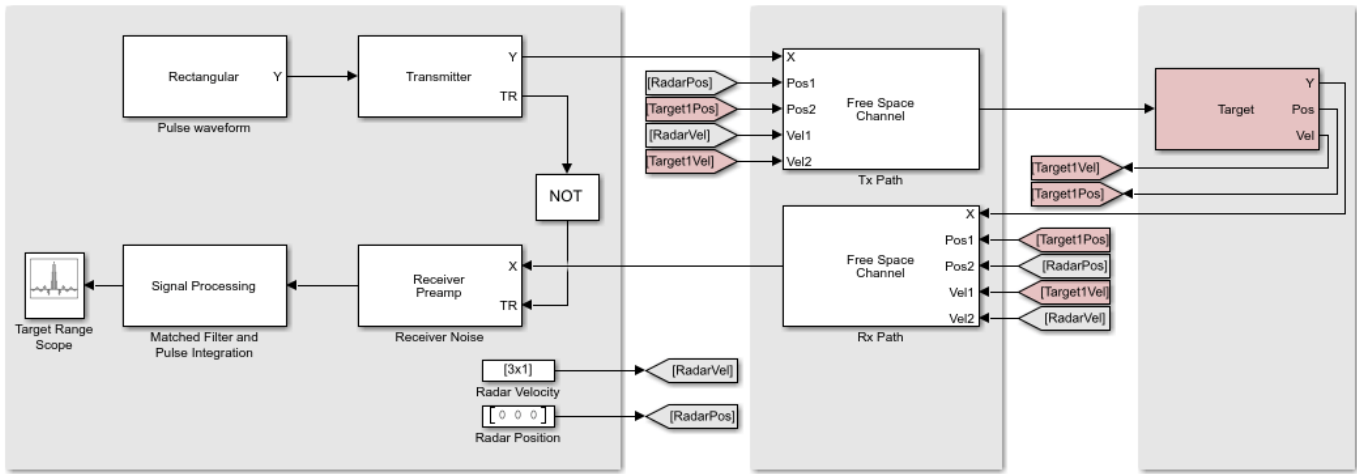 Rectangular
Y
Pulse waveform
Transmitter
Y
TR
NOT
[RadarPos]
[Target1Pos]
[RadarVel]
[Target1Vel]
X
Pos1
Pos2
Vel1
Vel2
Free Space
Channel
Tx Path
Target
Y
Pos
Vel
[Target1Vel]
[Target1Pos]
Target Range
Scope
Signal Processing
Matched Filter and
Pulse Integration
Receiver
Preamp
X
TR
Receiver Noise
Free Space
Channel
X
Pos1
Pos2
Vel1
Vel2
Rx Path
[Target1Pos]
[RadarPos]
[Target1Vel]
[RadarVel]
[3x1]
Radar Velocity
[RadarVel]
[ 0 0 0 ]
Radar Position
[RadarPos]